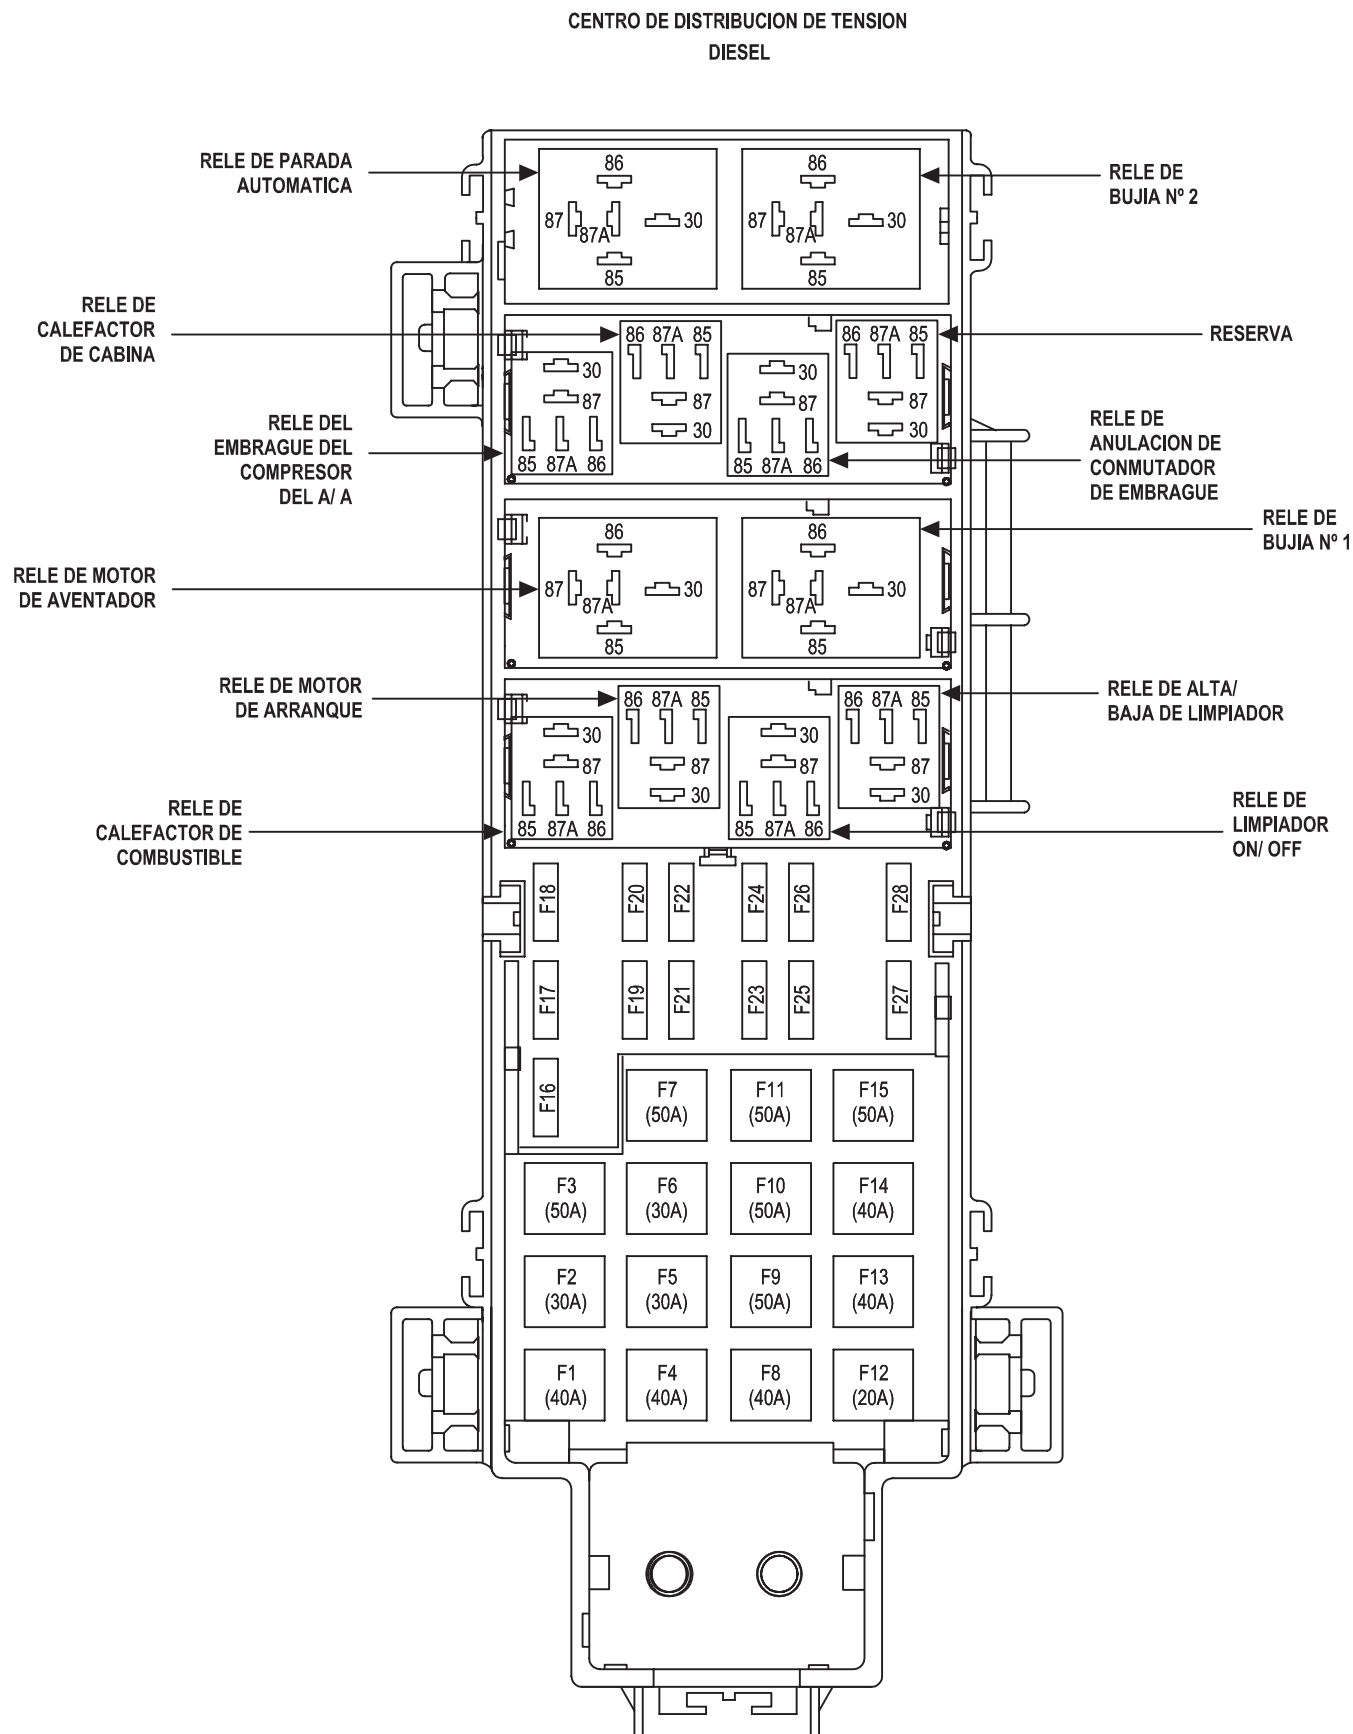 CENTRO DE DISTRIBUCION DE TENSION
DIESEL
RELE DE PARADA
AUTOMATICA
86
87
87A
30
85
86
87
87A
30
85
RELE DE
BUJIA Nº 2
RELE DE
CALEFACTOR
DE CABINA
86 87A 85
87
30
86 87A 85
87
30
RESERVA
RELE DEL
EMBRAGUE DEL
COMPRESOR
DEL A/ A
30
87
85 87A 86
30
87
85 87A 86
RELE DE
ANULACION DE
CONMUTADOR
DE EMBRAGUE
RELE DE MOTOR
DE AVENTADOR
86
87
87A
30
85
86
87
87A
30
85
RELE DE
BUJIA Nº 1
RELE DE MOTOR
DE ARRANQUE
86 87A 85
87
30
86 87A 85
87
30
RELE DE ALTA/
BAJA DE LIMPIADOR
RELE DE
CALEFACTOR DE
COMBUSTIBLE
30
87
85 87A 86
30
87
85 87A 86
RELE DE
LIMPIADOR
ON/ OFF
F18
F20
F22
F24
F26
F28
F17
F19
F21
F23
F25
F27
F16
F7
(50A)
F11
(50A)
F15
(50A)
F3
(50A)
F6
(30A)
F10
(50A)
F14
(40A)
F2
(30A)
F5
(30A)
F9
(50A)
F13
(40A)
F1
(40A)
F4
(40A)
F8
(40A)
F12
(20A)